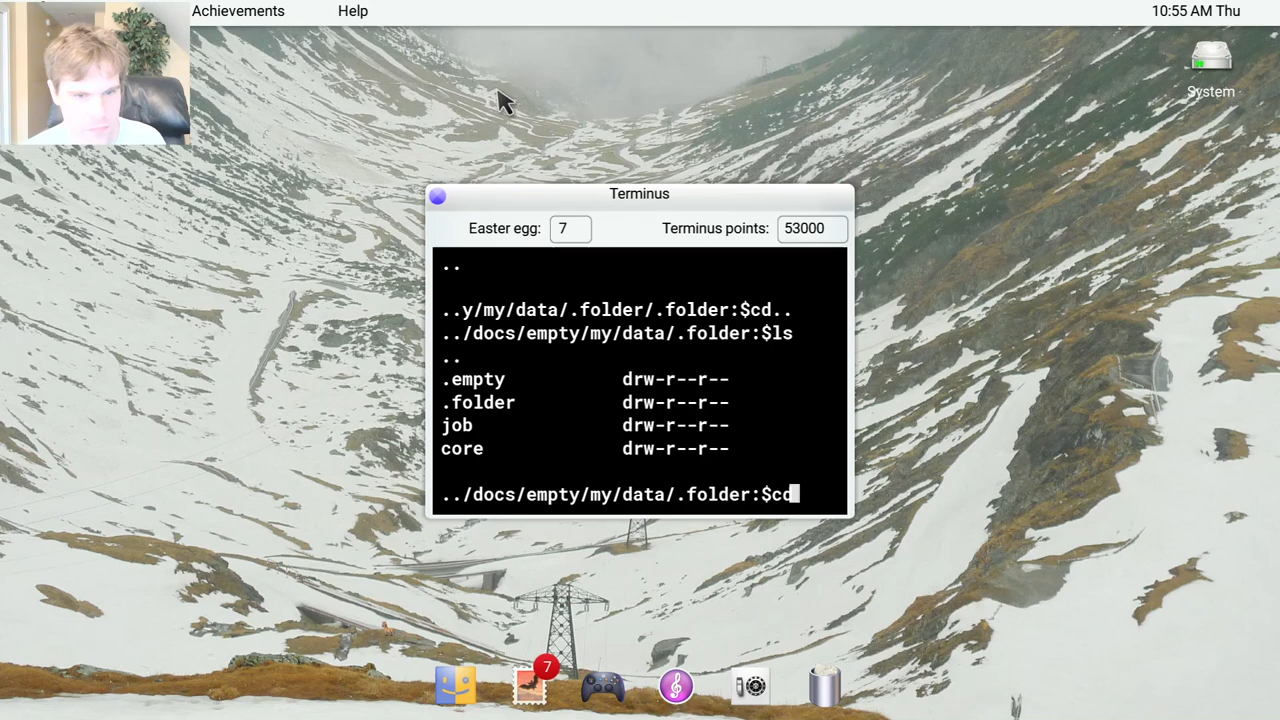 Achievements Help 10:55 AM Thu
System
Terminus
Easter egg: 7 Terminus points: 53000
..
..y/my/data/.folder/.folder:$cd..
../docs/empty/my/data/.folder:$ls
..
.empty drw-r--r--
.folder drw-r--r--
job drw-r--r--
core drw-r--r--
../docs/empty/my/data/.folder:$cd
7